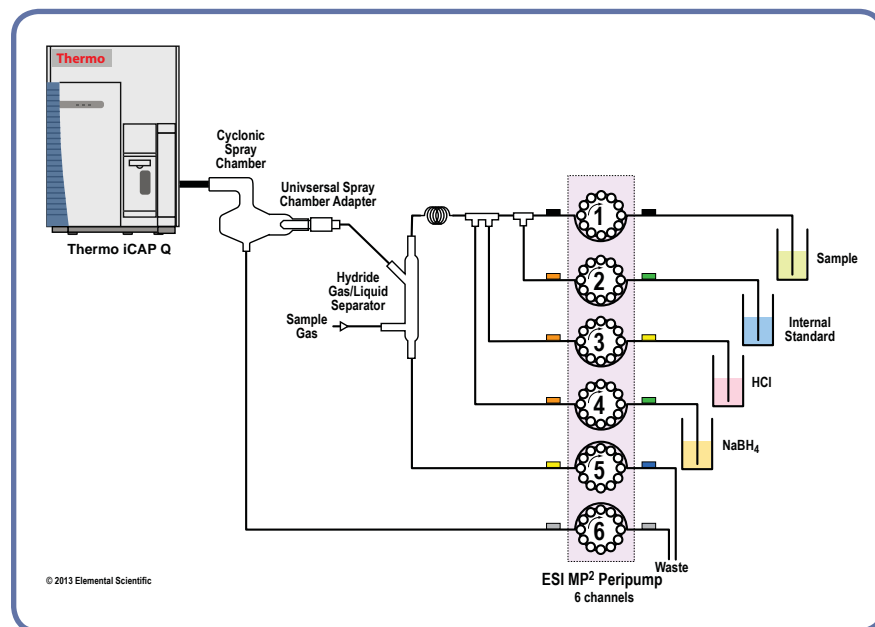 Thermo
Thermo iCAP Q
Cyclonic
Spray
Chamber
Univsersal Spray
Chamber Adapter
Hydride
Gas/Liquid
Separator
Sample
Gas
1
2
3
4
5
6
Sample
Internal
Standard
HCl
NaBH₄
Waste
ESI MP² Peripump
6 channels
© 2013 Elemental Scientific